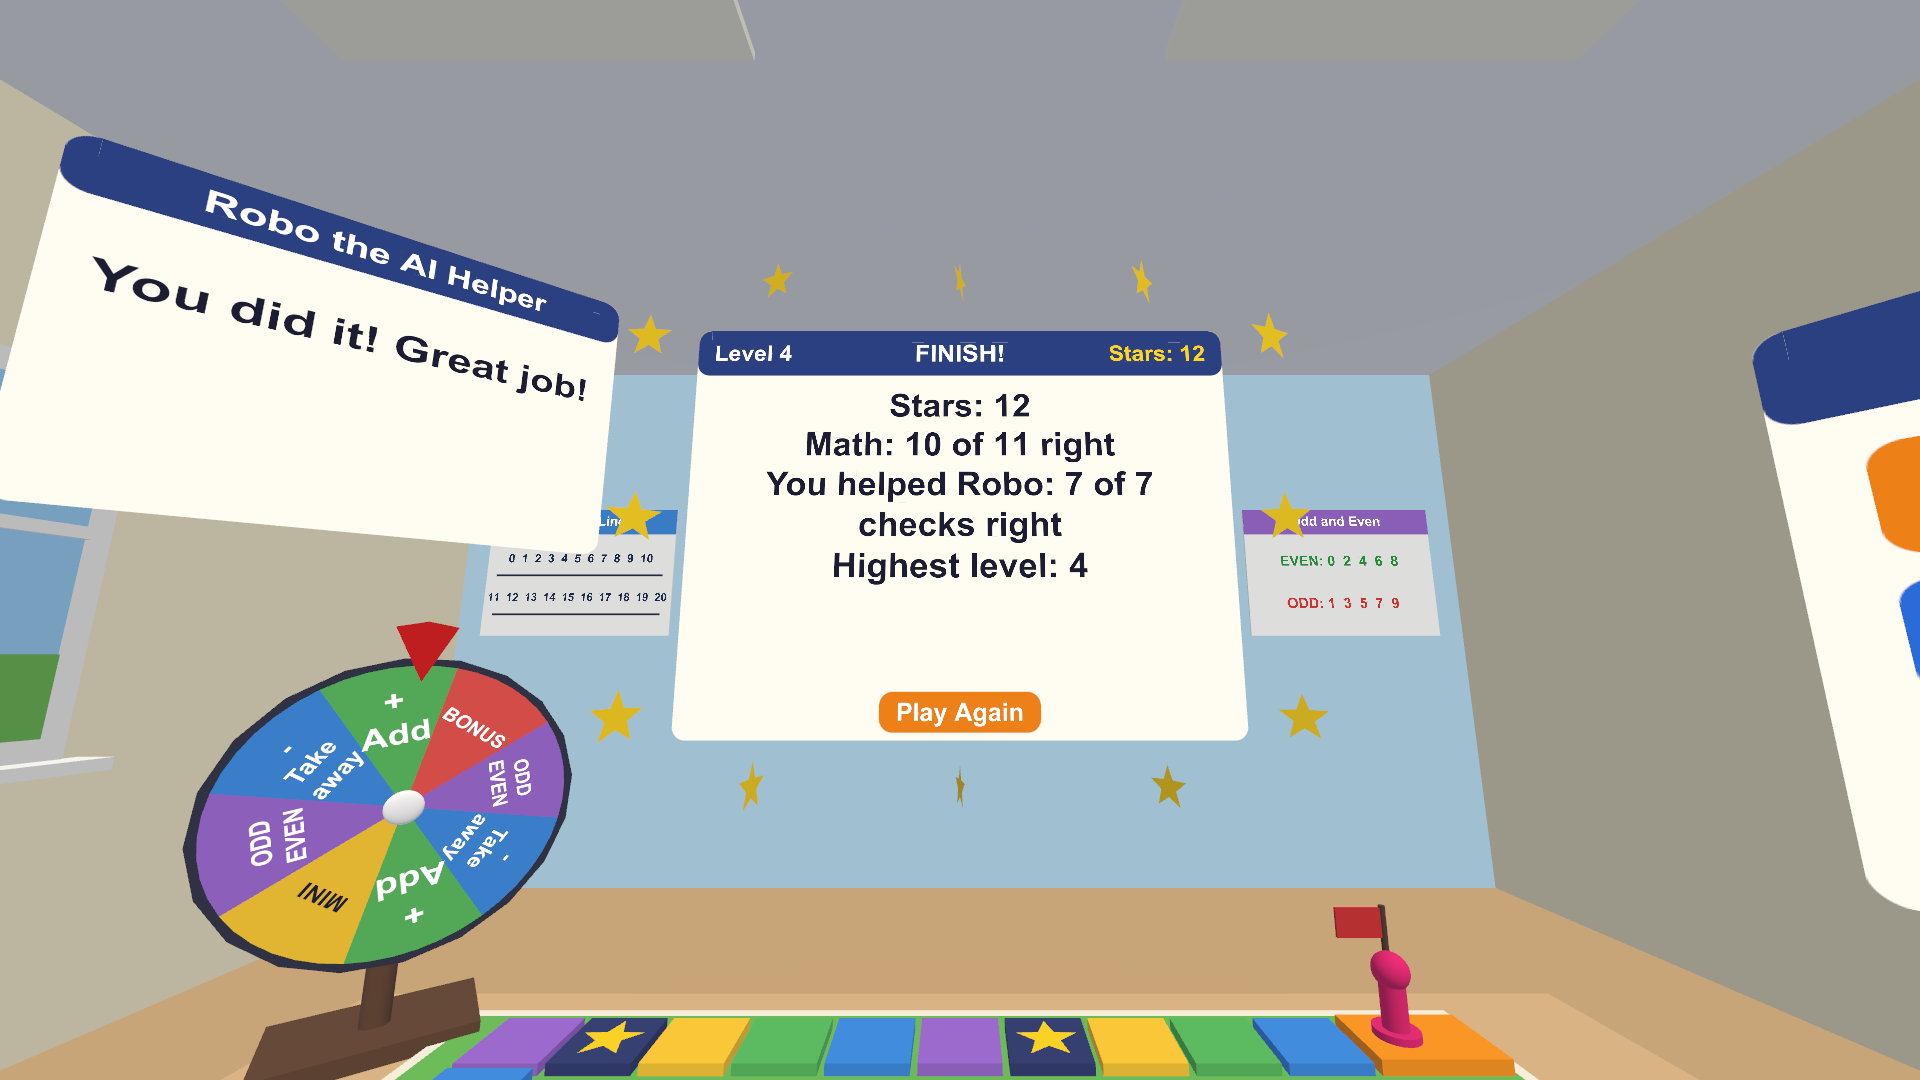 Robo the AI Helper
You did it! Great job!
Level 4 FINISH! Stars: 12
Stars: 12
Math: 10 of 11 right
You helped Robo: 7 of 7
checks right
Highest level: 4
Play Again
0 1 2 3 4 5 6 7 8 9 10
11 12 13 14 15 16 17 18 19 20
and Even
EVEN: 0 2 4 6 8
ODD: 1 3 5 7 9
+
Add
BONUS
ODD
EVEN
-
Take
away
+
Add
MINI
ODD
EVEN
-
Take
away